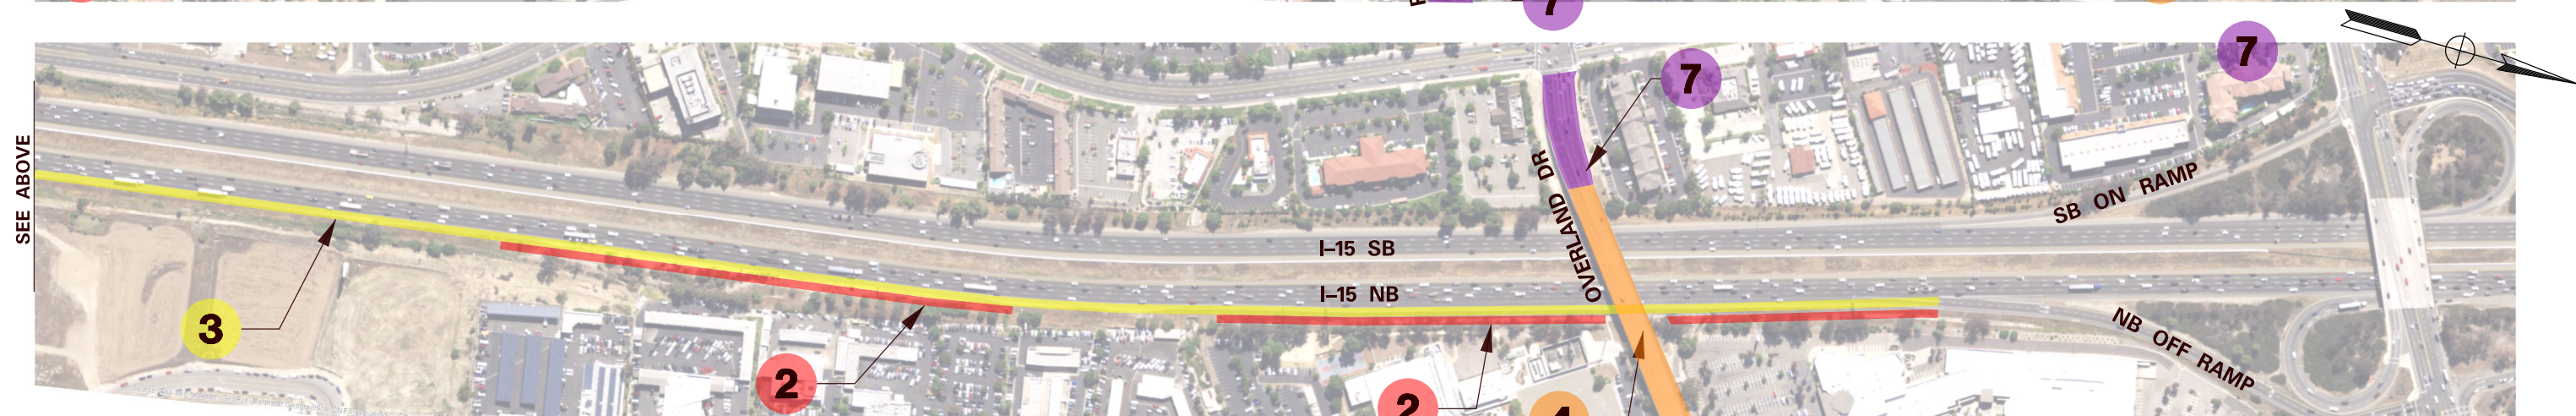 7
7
7
SEE ABOVE
OVERLAND DR
SB ON RAMP
I–15 SB
I–15 NB
3
2
2
4
NB OFF RAMP